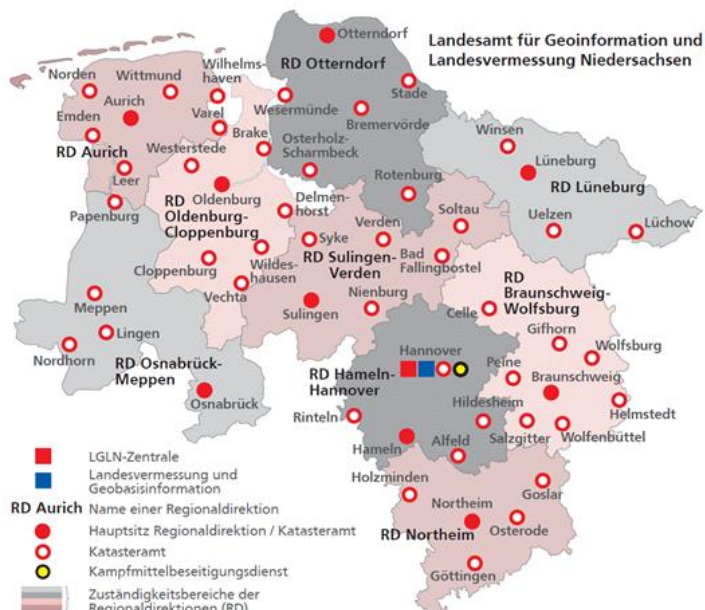 Landesamt für Geoinformation und
Landesvermessung Niedersachsen
Otterndorf
RD Otterndorf
Norden
Wittmund
Wilhelms-
haven
Aurich
Wesermünde
Stade
Emden
Varel
Bremervörde
Brake
Winsen
RD Aurich
Westerstede
Osterholz-
Scharmbeck
Lüneburg
Leer
Rotenburg
RD Lüneburg
Papenburg
RD
Oldenburg
Oldenburg-
Cloppenburg
Delmen-
horst
Verden
Soltau
Uelzen
Lüchow
Syke
Cloppenburg
Wildes-
hausen
RD Sulingen-
Verden
Bad
Fallingbostel
Vechta
Meppen
Sulingen
Nienburg
RD
Braunschweig-
Wolfsburg
Celle
Gifhorn
Lingen
Nordhorn
RD Osnabrück-
Meppen
Hannover
Wolfsburg
RD Hameln-
Hannover
Peine
Braunschweig
Osnabrück
Hildesheim
Helmstedt
Rinteln
Salzgitter
Wolfenbüttel
Hameln
Alfeld
Holzminden
Goslar
Northeim
RD Northeim
Osterode
Göttingen
LGLN-Zentrale
Landesvermessung und
Geobasisinformation
RD Aurich Name einer Regionaldirektion
Hauptsitz Regionaldirektion / Katasteramt
Katasteramt
Kampfmittelbeseitigungsdienst
Zuständigkeitsbereiche der
Regionaldirektionen (RD)